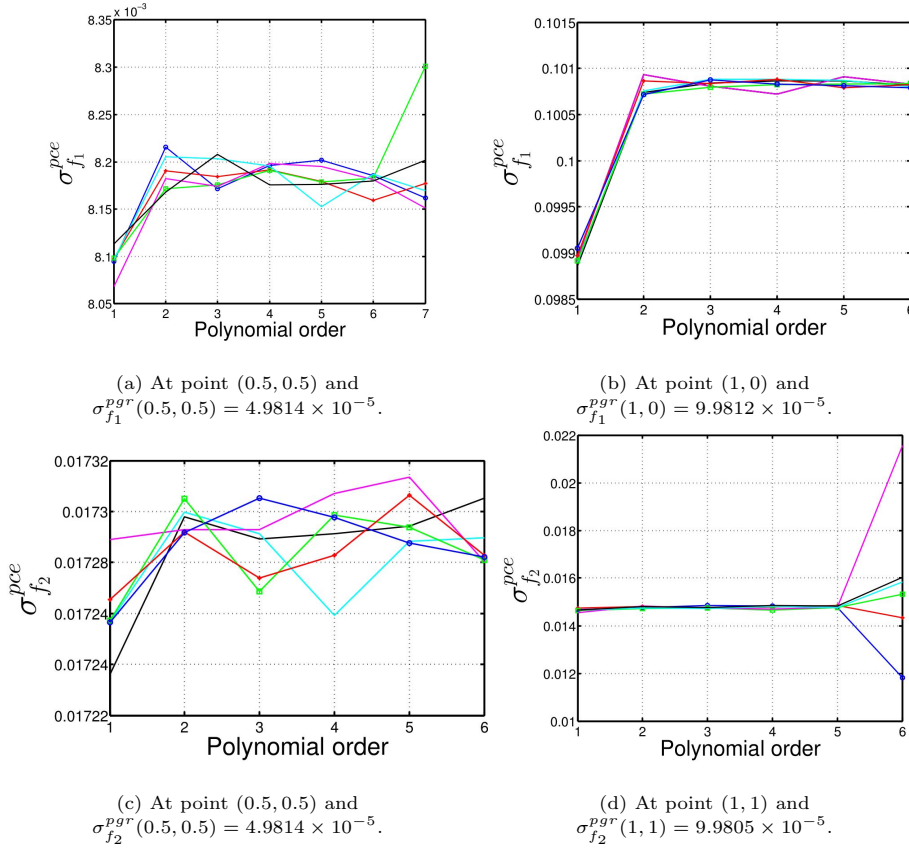 8.35 × 10⁻³
8.3
8.25
8.2
8.15
8.1
8.05
σ_{f_1}^{pce}
1 2 3 4 5 6 7
Polynomial order
(a) At point (0.5, 0.5) and
σ_{f_1}^{pgr}(0.5, 0.5) = 4.9814 × 10⁻⁵.
0.1015
0.101
0.1005
0.1
0.0995
0.099
0.0985
σ_{f_1}^{pce}
1 2 3 4 5 6
Polynomial order
(b) At point (1, 0) and
σ_{f_1}^{pgr}(1, 0) = 9.9812 × 10⁻⁵.
0.01732
0.0173
0.01728
0.01726
0.01724
0.01722
σ_{f_2}^{pce}
1 2 3 4 5 6
Polynomial order
(c) At point (0.5, 0.5) and
σ_{f_2}^{pgr}(0.5, 0.5) = 4.9814 × 10⁻⁵.
0.022
0.02
0.018
0.016
0.014
0.012
0.01
σ_{f_2}^{pce}
1 2 3 4 5 6
Polynomial order
(d) At point (1, 1) and
σ_{f_2}^{pgr}(1, 1) = 9.9805 × 10⁻⁵.